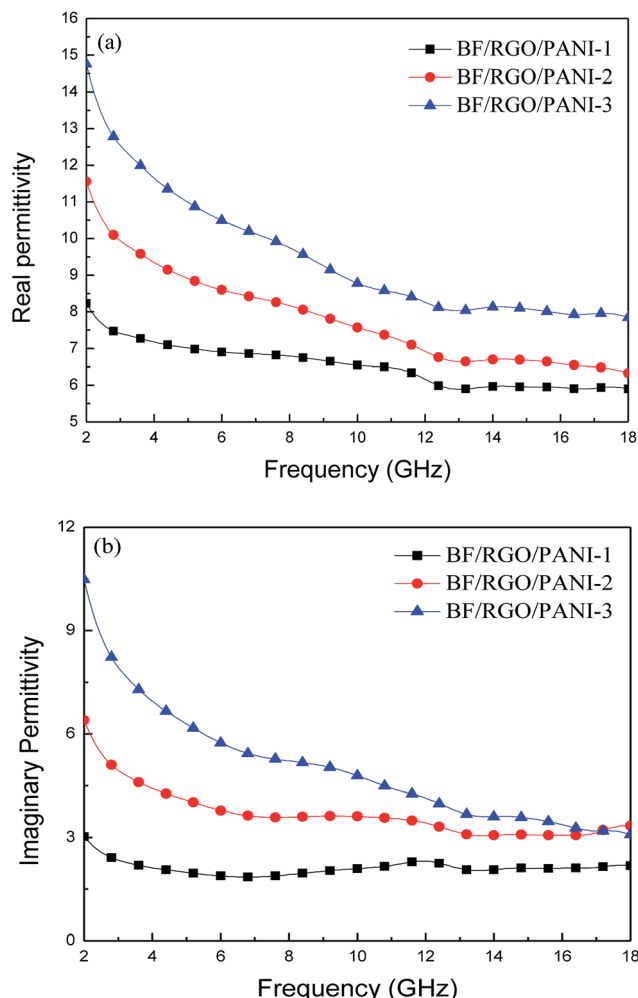 (a)
BF/RGO/PANI-1
BF/RGO/PANI-2
BF/RGO/PANI-3
Real permittivity
16
15
14
13
12
11
10
9
8
7
6
5
2 4 6 8 10 12 14 16 18
Frequency (GHz)
(b)
BF/RGO/PANI-1
BF/RGO/PANI-2
BF/RGO/PANI-3
Imaginary Permittivity
12
9
6
3
0
2 4 6 8 10 12 14 16 18
Frequency (GHz)